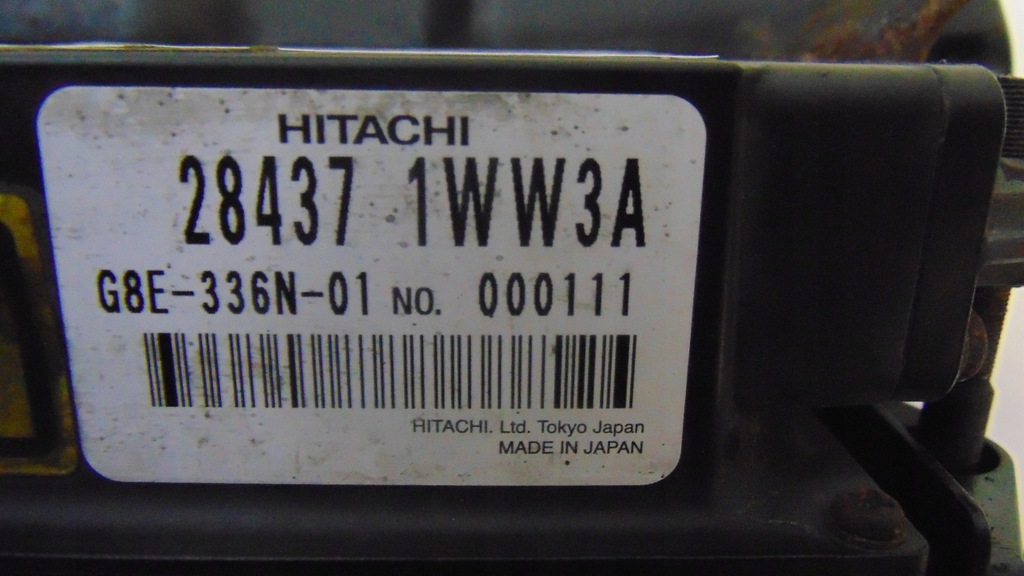 HITACHI
28437 1WW3A
G8E-336N-01 NO. 000111
HITACHI. Ltd. Tokyo Japan
MADE IN JAPAN